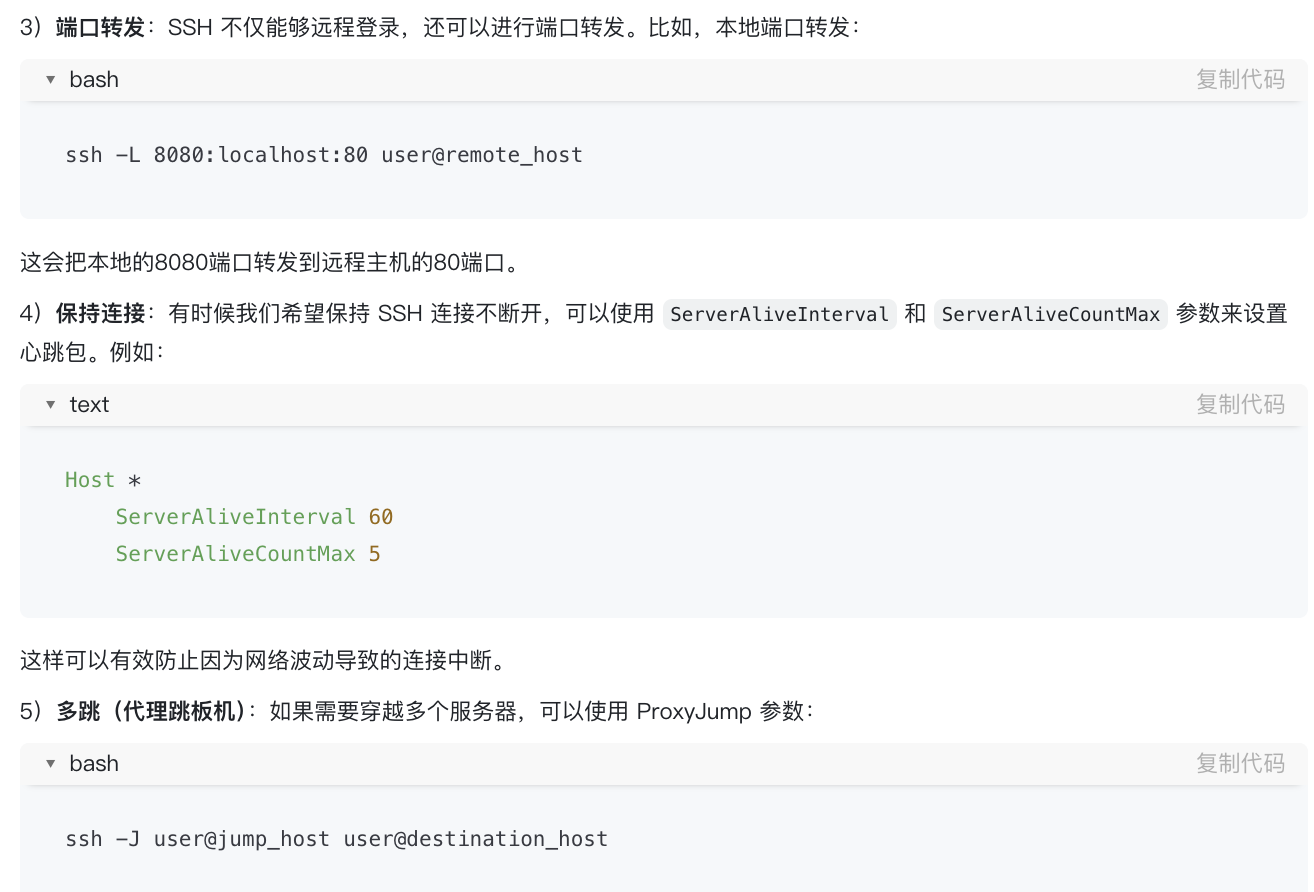 3）端口转发：SSH 不仅能够远程登录，还可以进行端口转发。比如，本地端口转发：
bash 复制代码
ssh -L 8080:localhost:80 user@remote_host
这会把本地的8080端口转发到远程主机的80端口。
4）保持连接：有时候我们希望保持 SSH 连接不断开，可以使用 ServerAliveInterval 和 ServerAliveCountMax 参数来设置
心跳包。例如：
text 复制代码
Host *
    ServerAliveInterval 60
    ServerAliveCountMax 5
这样可以有效防止因为网络波动导致的连接中断。
5）多跳（代理跳板机）：如果需要穿越多个服务器，可以使用 ProxyJump 参数：
bash 复制代码
ssh -J user@jump_host user@destination_host